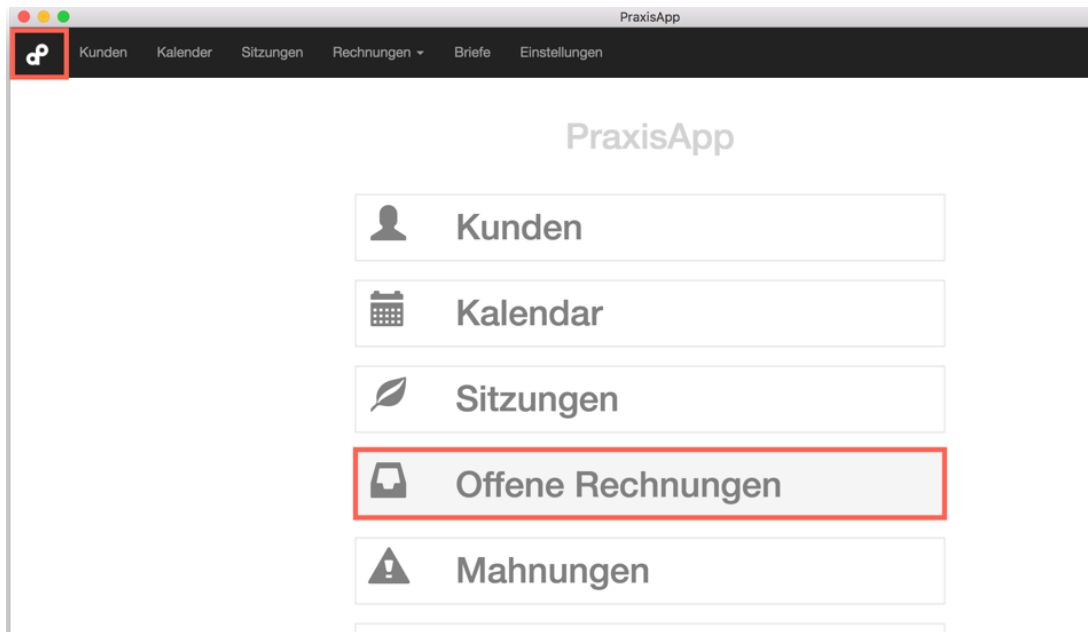 PraxisApp
Kunden Kalender Sitzungen Rechnungen Briefe Einstellungen
PraxisApp
Kunden
Kalendar
Sitzungen
Offene Rechnungen
Mahnungen